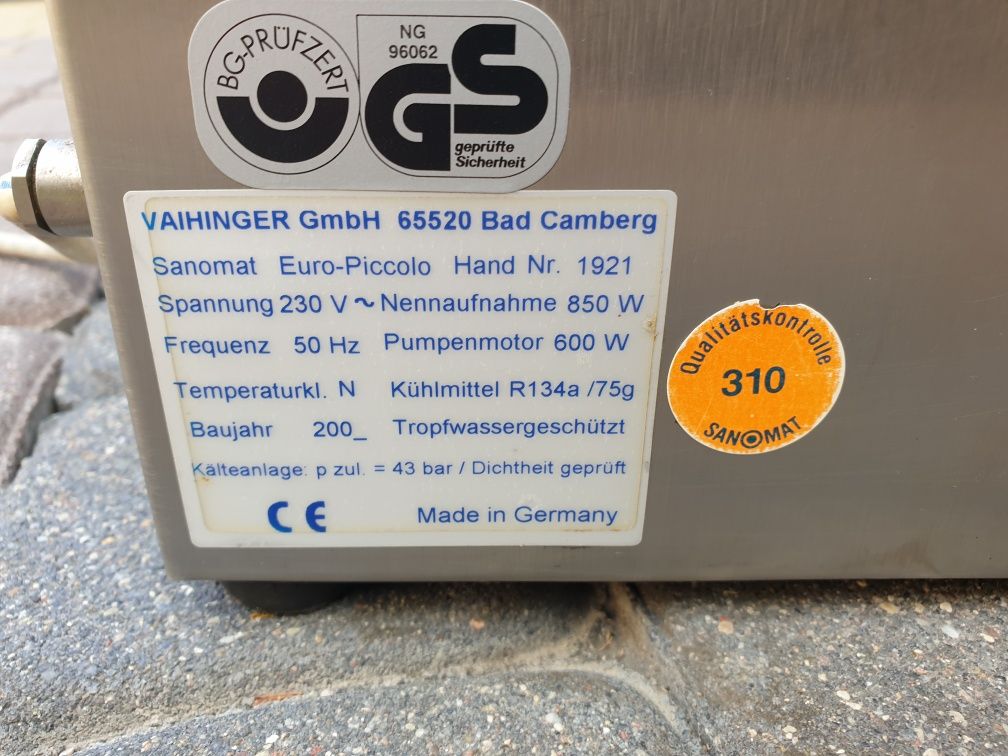 BG-PRÜFZERT
NG
96062
GS
geprüfte
Sicherheit
VAIHINGER GmbH 65520 Bad Camberg
Sanomat Euro-Piccolo Hand Nr. 1921
Spannung 230 V ~ Nennaufnahme 850 W
Frequenz 50 Hz Pumpenmotor 600 W
Temperaturkl. N Kühlmittel R134a /75g
Baujahr 200_ Tropfwassergeschützt
Kälteanlage: p zul. = 43 bar / Dichtheit geprüft
CE Made in Germany
Qualitätskontrolle
310
SANOMAT